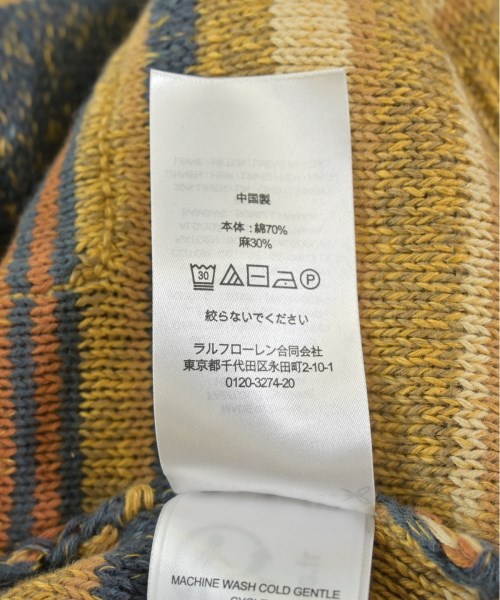 中国製
本体：綿70%
麻30%
30 P
絞らないでください
ラルフローレン合同会社
東京都千代田区永田町2-10-1
0120-3274-20
MACHINE WASH COLD GENTLE